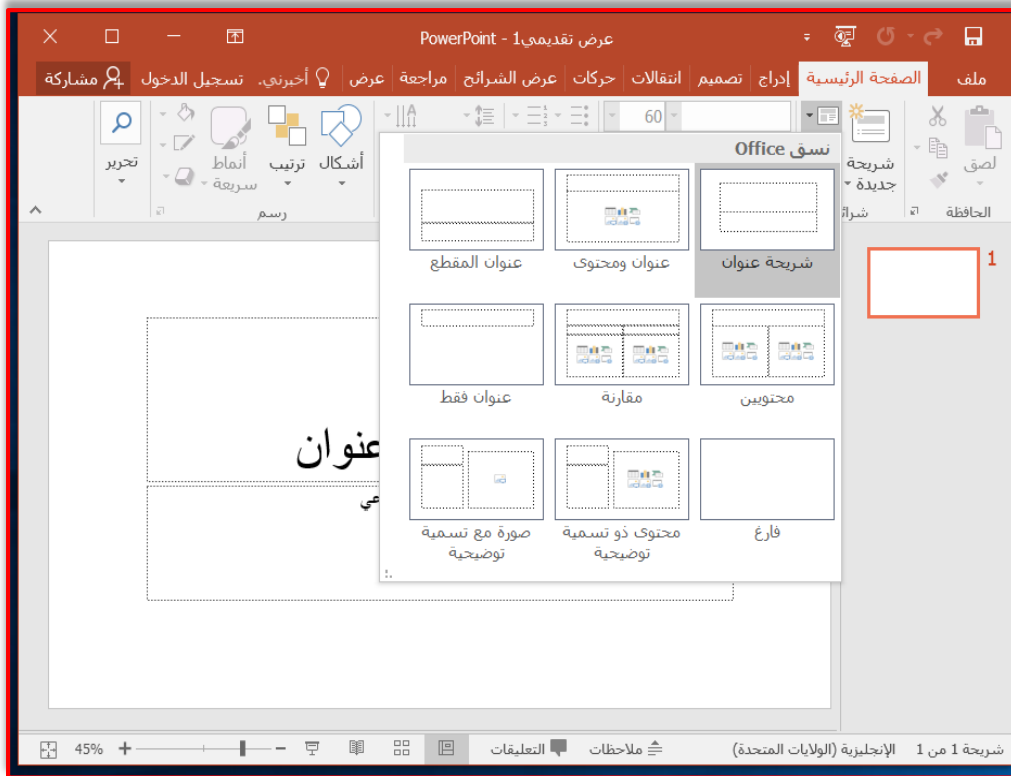 عرض تقديمي1 - PowerPoint
ملف الصفحة الرئيسية إدراج تصميم انتقالات حركات عرض الشرائح مراجعة عرض أخبرني. تسجيل الدخول مشاركة
60
لصق
شريحة جديدة
أشكال
ترتيب
أنماط سريعة
تحرير
الحافظة
شرائ
رسم
نسق Office
شريحة عنوان
عنوان ومحتوى
عنوان المقطع
محتويين
مقارنة
عنوان فقط
فارغ
محتوى ذو تسمية توضيحية
صورة مع تسمية توضيحية
1
عنوان
عي
شريحة 1 من 1 الإنجليزية (الولايات المتحدة) ملاحظات التعليقات 45%